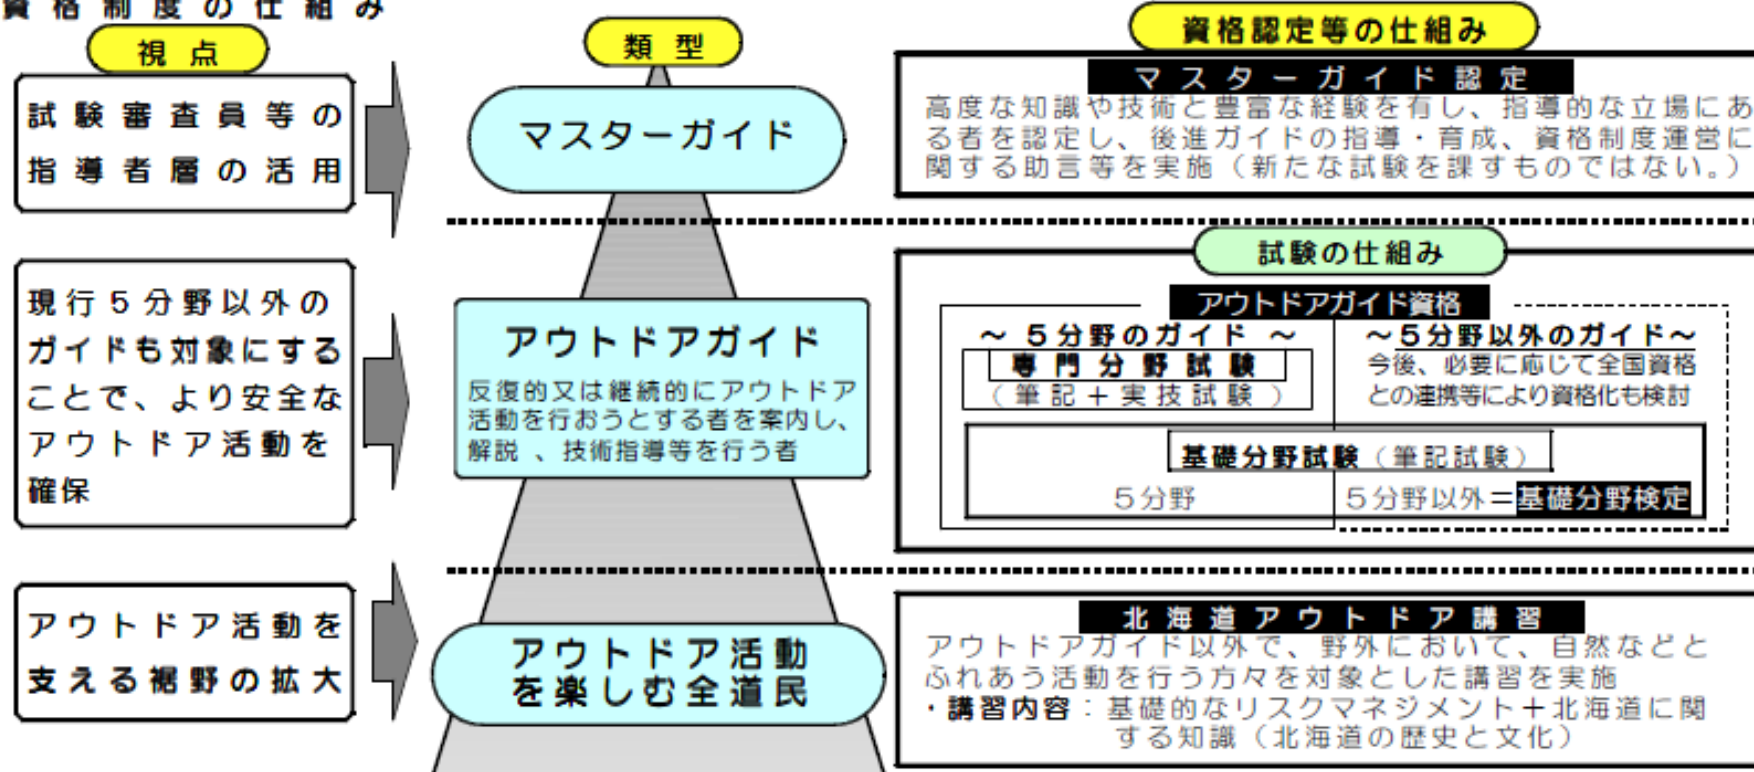 資格制度の仕組み
視点
試験審査員等の
指導者層の活用
現行5分野以外の
ガイドも対象にする
ことで、より安全な
アウトドア活動を
確保
アウトドア活動を
支える裾野の拡大
類型
マスターガイド
アウトドアガイド
反復的又は継続的にアウトドア
活動を行おうとする者を案内し、
解説、技術指導等を行う者
アウトドア活動
を楽しむ全道民
資格認定等の仕組み
マスターガイド認定
高度な知識や技術と豊富な経験を有し、指導的な立場にあ
る者を認定し、後進ガイドの指導・育成、資格制度運営に
関する助言等を実施（新たな試験を課すものではない。）
試験の仕組み
アウトドアガイド資格
～5分野のガイド～
専門分野試験
（筆記＋実技試験）
～5分野以外のガイド～
今後、必要に応じて全国資格
との連携等により資格化も検討
基礎分野試験（筆記試験）
5分野
5分野以外＝基礎分野検定
北海道アウトドア講習
アウトドアガイド以外で、野外において、自然などと
ふれあう活動を行う方々を対象とした講習を実施
・講習内容：基礎的なリスクマネジメント＋北海道に関
する知識（北海道の歴史と文化）